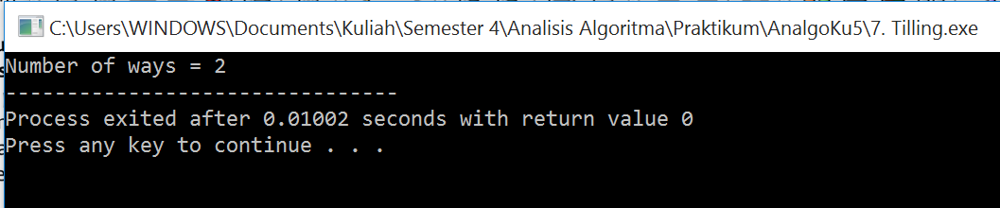 C:\Users\WINDOWS\Documents\Kuliah\Semester 4\Analisis Algoritma\Praktikum\AnalgoKu5\7. Tilling.exe
Number of ways = 2
--------------------------------
Process exited after 0.01002 seconds with return value 0
Press any key to continue . . .